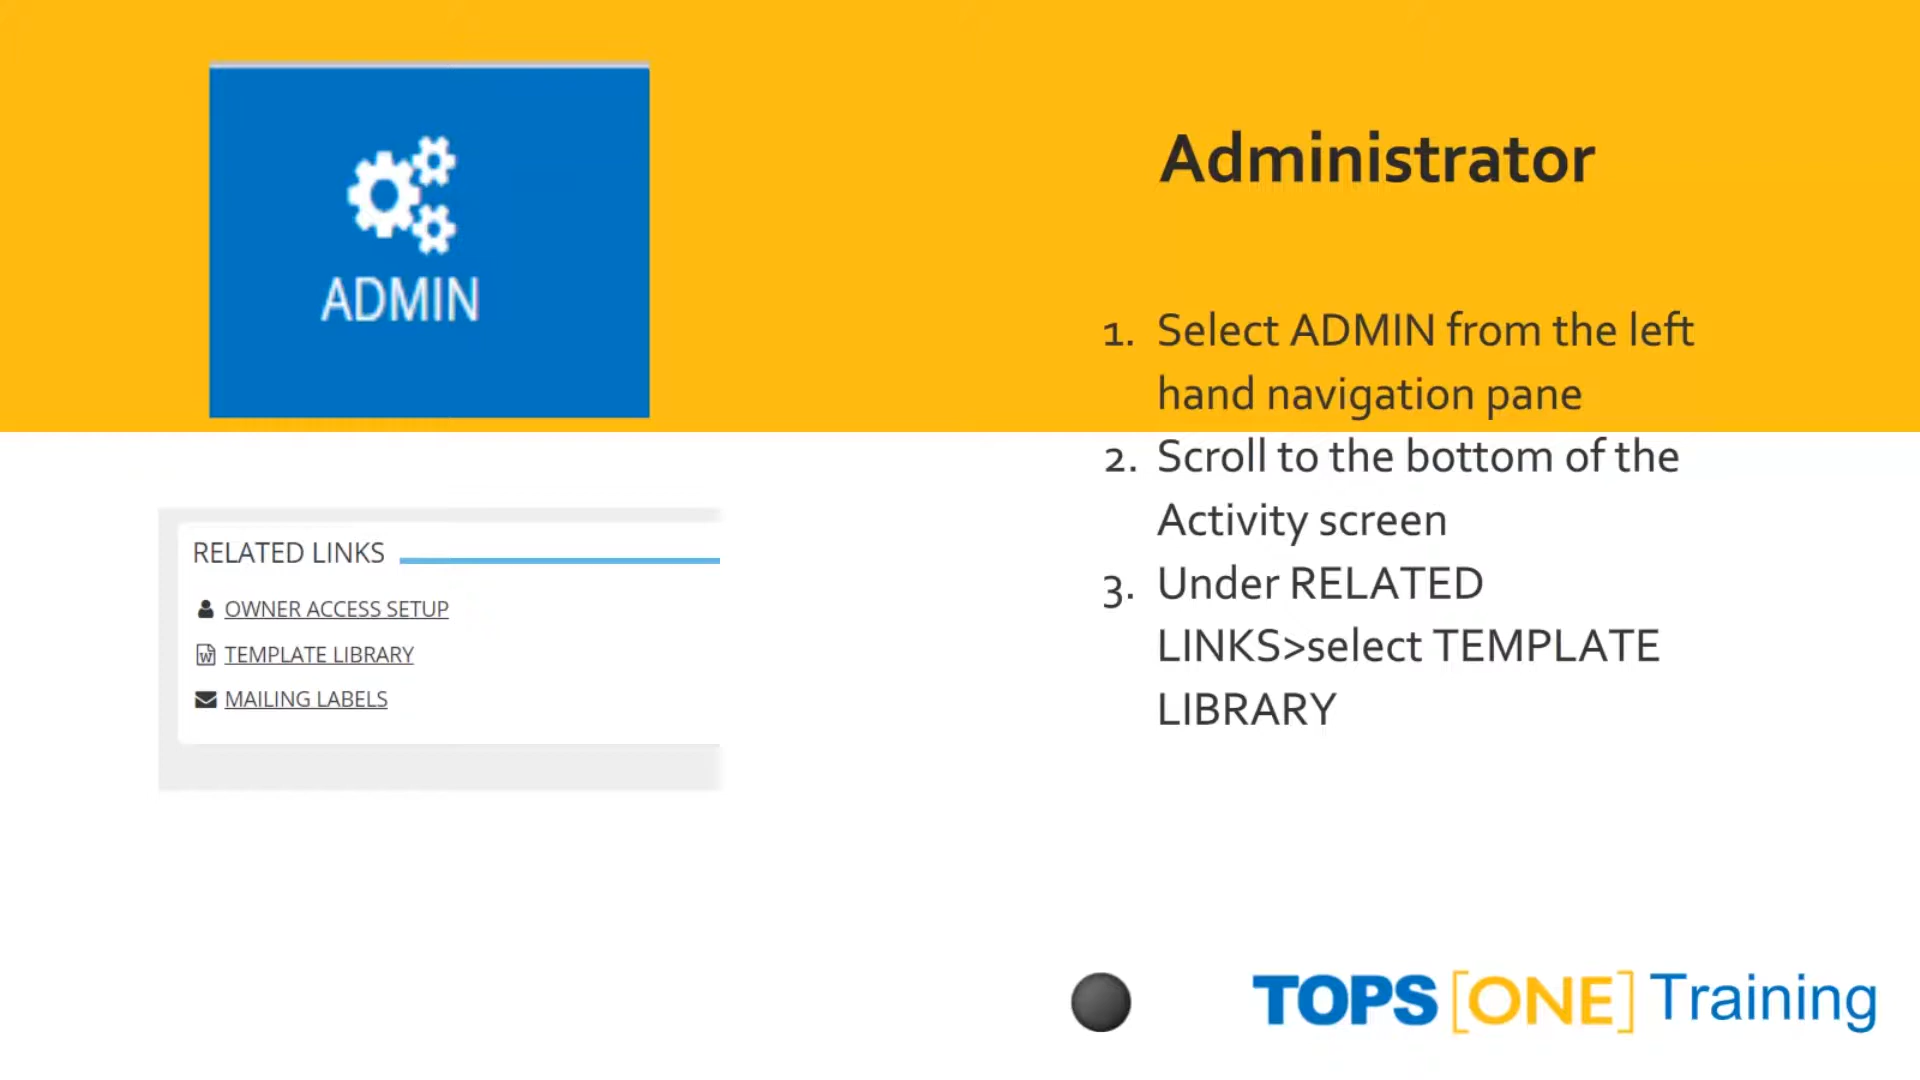 ADMIN
RELATED LINKS
OWNER ACCESS SETUP
TEMPLATE LIBRARY
MAILING LABELS
Administrator
1. Select ADMIN from the left
hand navigation pane
2. Scroll to the bottom of the
Activity screen
3. Under RELATED
LINKS>select TEMPLATE
LIBRARY
TOPS [ONE] Training